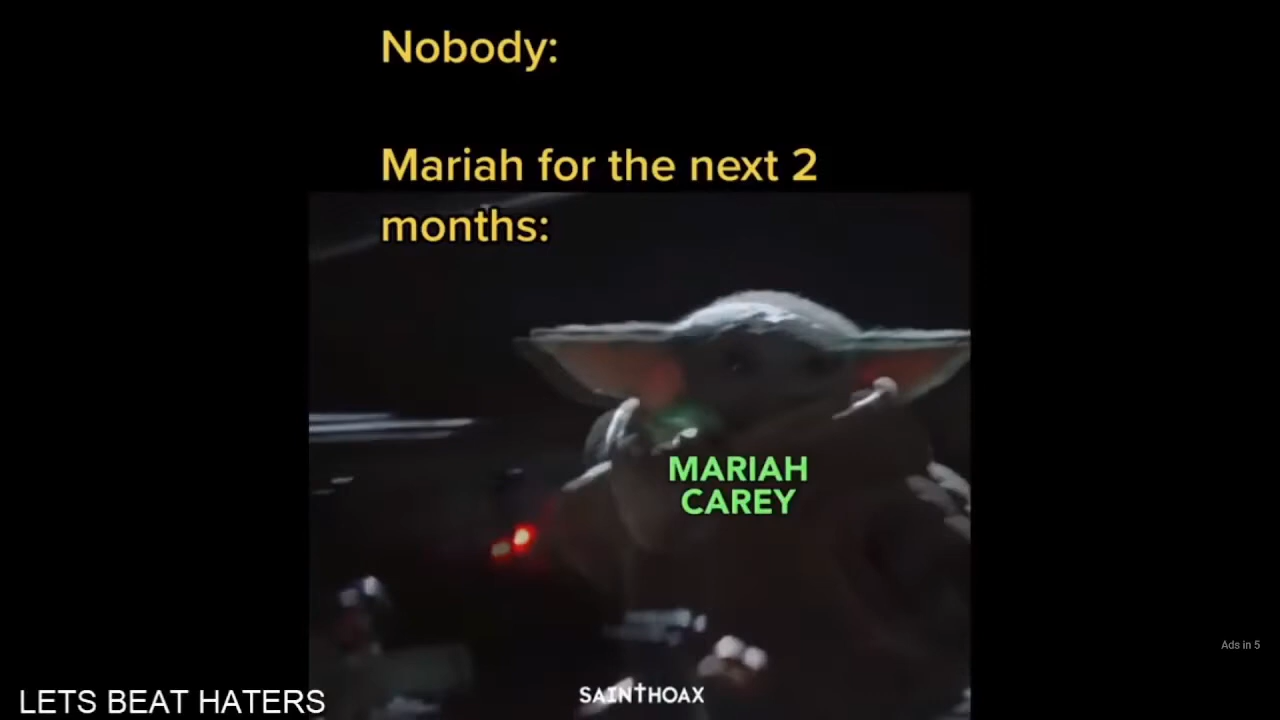 Nobody:
Mariah for the next 2
months:
MARIAH
CAREY
Ads in 5
SAINTHOAX
LETS BEAT HATERS